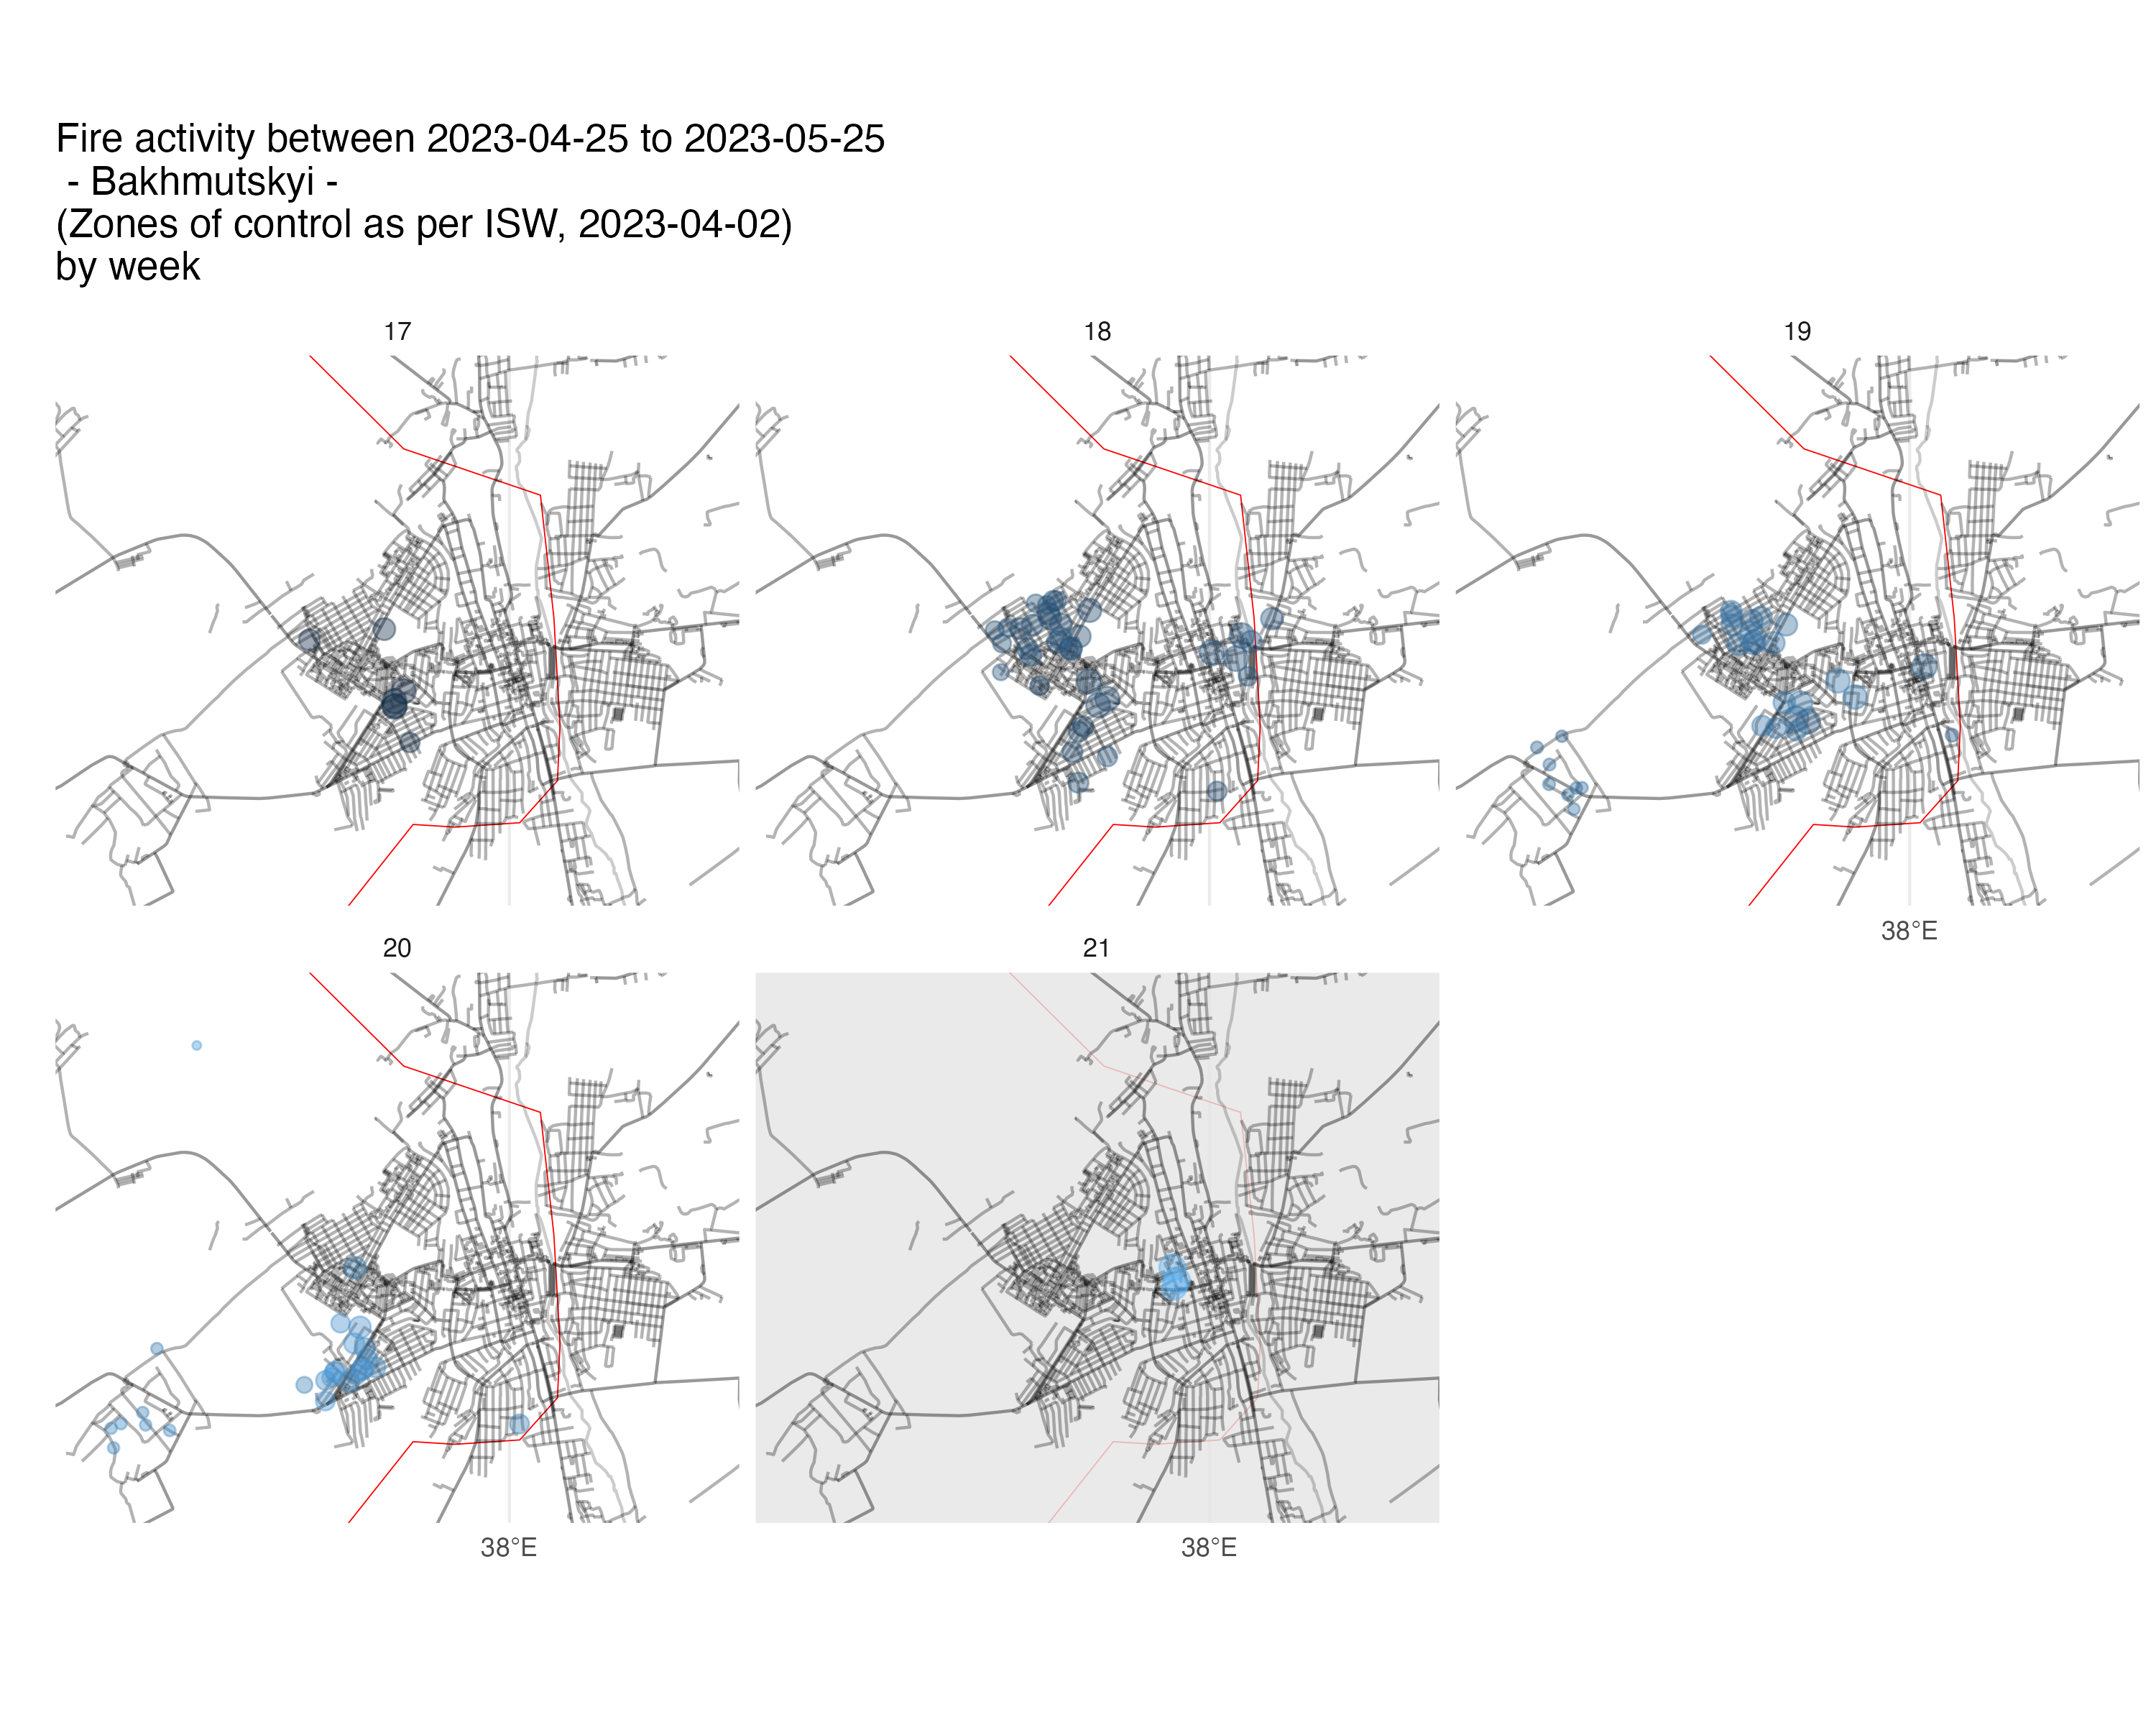 Fire activity between 2023-04-25 to 2023-05-25
- Bakhmutskyi -
(Zones of control as per ISW, 2023-04-02)
by week
17
18
19
38°E
20
21
38°E
38°E